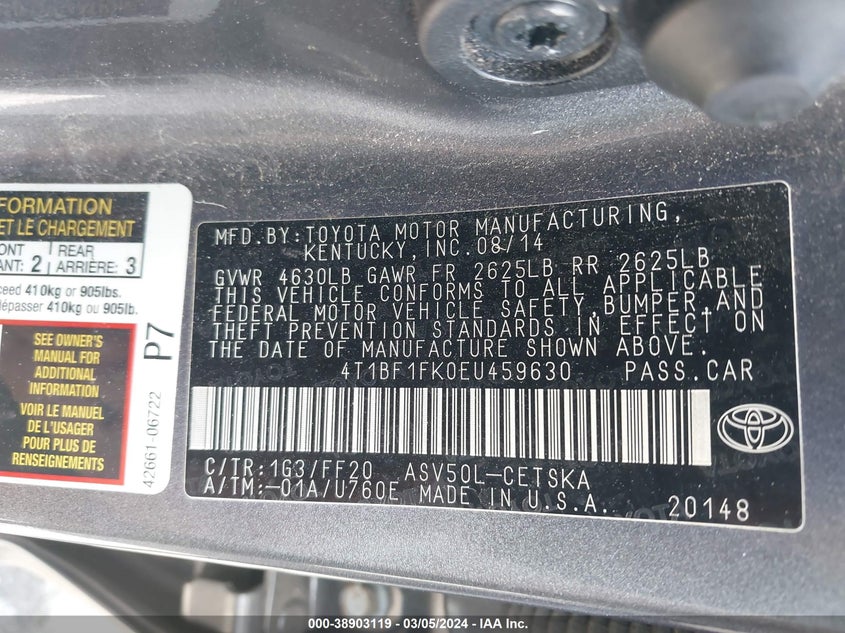 FORMATION
ET LE CHARGEMENT
ONT
ANT: 2
REAR
ARRIÈRE: 3
ceed 410kg or 905lbs.
dépasser 410kg ou 905lb.
SEE OWNER'S
MANUAL FOR
ADDITIONAL
INFORMATION
VOIR LE MANUEL
DE L'USAGER
POUR PLUS DE
RENSEIGNEMENTS
P7
42661-06722
MFD.BY:TOYOTA MOTOR MANUFACTURING,
KENTUCKY,INC.08/14
GVWR 4630LB GAWR FR 2625LB RR 2625LB
THIS VEHICLE CONFORMS TO ALL APPLICABLE
FEDERAL MOTOR VEHICLE SAFETY,BUMPER,AND
THEFT PREVENTION STANDARDS IN EFFECT ON
THE DATE OF MANUFACTURE SHOWN ABOVE.
4T1BF1FK0EU459630 PASS.CAR
C/TR:1G3/FF20 ASV50L-CETSKA
A/TM:-01A/U760E MADE IN U.S.A.
20148
000-38903119 - 03/05/2024 - IAAI Inc.